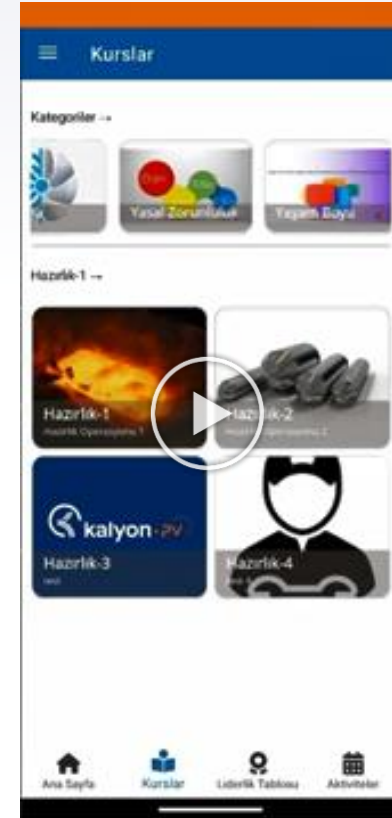 Kurslar
Kategoriler →
Yasal Zorunluluk
Yaşam Boyu
Hazırlık-1 →
Hazırlık-1
Hazırlık Operasyonu 1
Hazırlık-2
Hazırlık Operasyonu 2
kalyon-PV
Hazırlık-3
test
Hazırlık-4
Ana Sayfa
Kurslar
Liderlik Tablosu
Aktiviteler